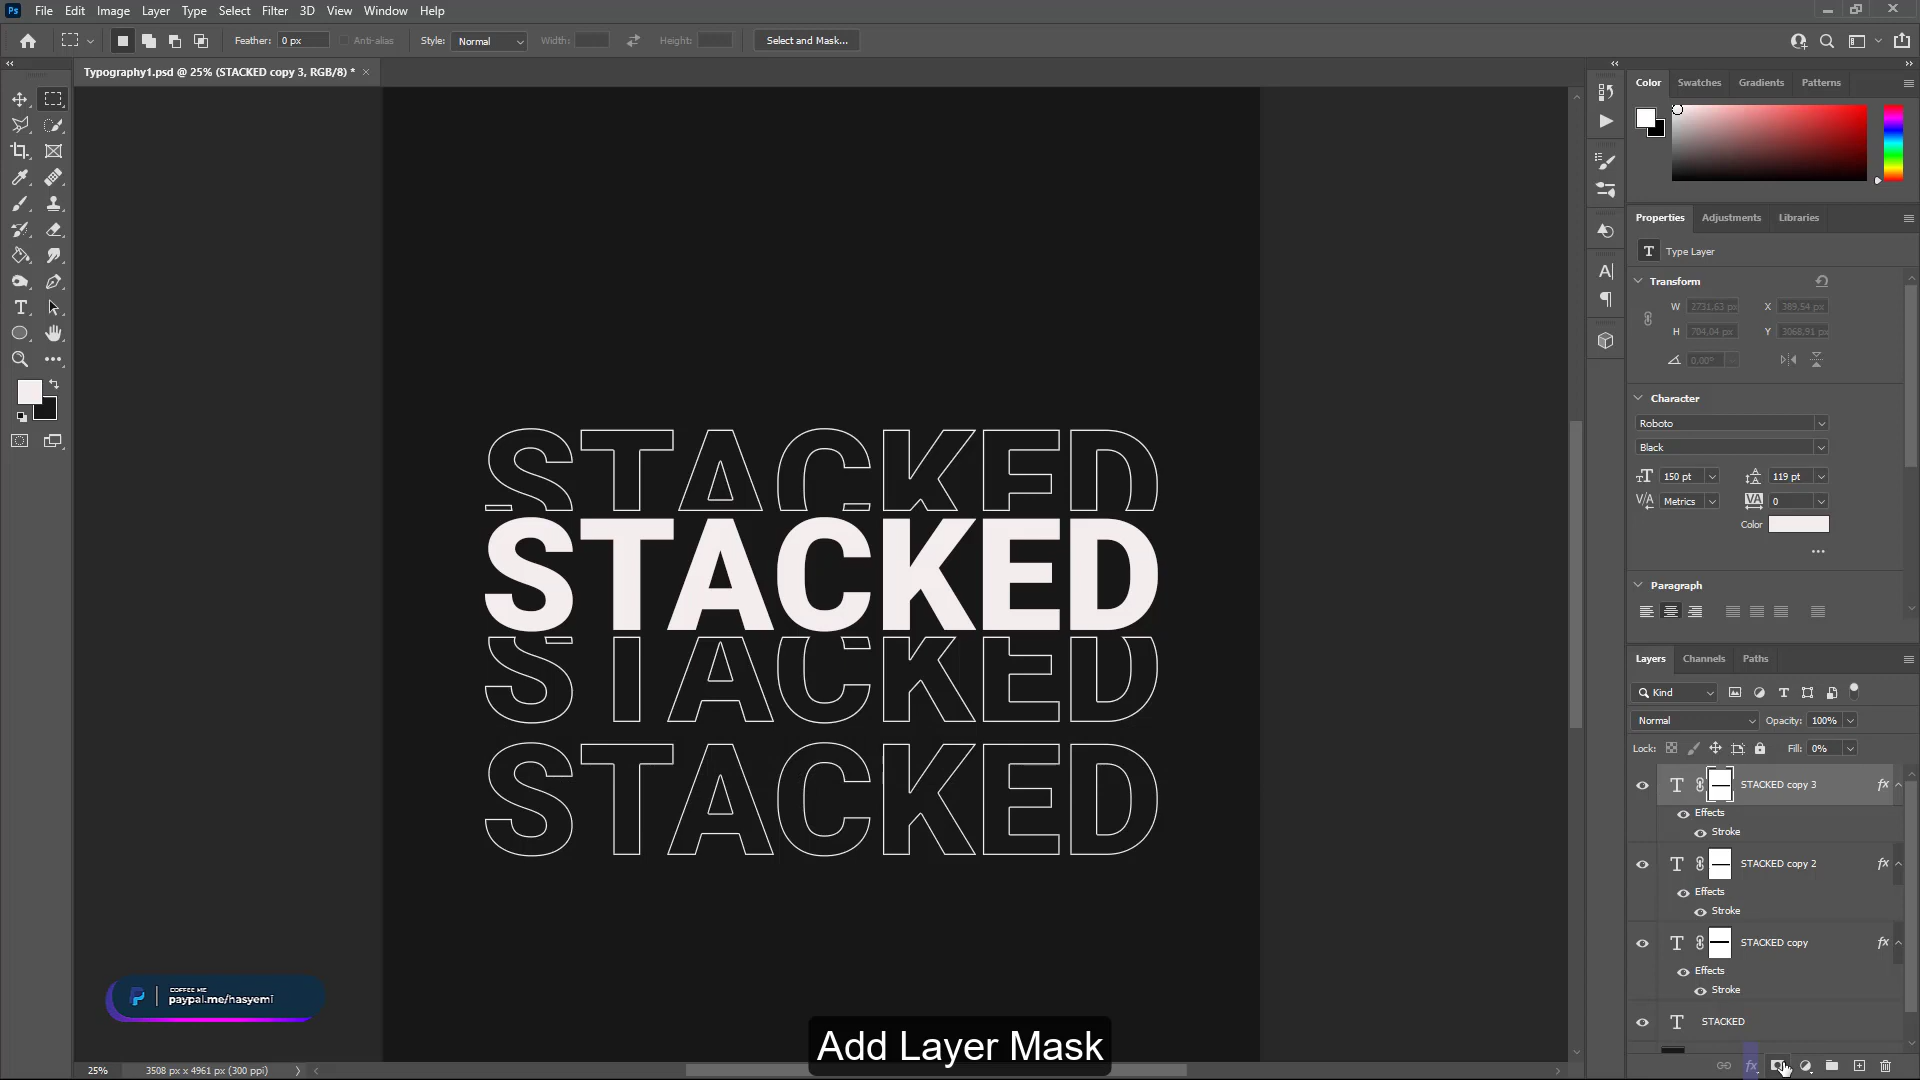 File Edit Image Layer Type Select Filter 3D View Window Help
Feather: 0 px Anti-alias Style: Normal Width: Height: Select and Mask...
Typography1.psd @ 25% (STACKED copy 3, RGB/8) *
Color Swatches Gradients Patterns
Properties Adjustments Libraries
T Type Layer
Transform
W 2731.63 px X 389,54 px
H 704,04 px Y 3068,91 px
0,00°
Character
Roboto
Black
150 pt 119 pt
Metrics 0
Color
Paragraph
STACKED
STACKED
STACKED
STACKED
Layers Channels Paths
Kind
Normal Opacity: 100%
Lock: Fill: 0%
T STACKED copy 3 fx
Effects
Stroke
T STACKED copy 2 fx
Effects
Stroke
T STACKED copy fx
Effects
Stroke
T STACKED
COFFEE ME
paypal.me/hasyemi
Add Layer Mask
25% 3508 px x 4961 px (300 ppi)